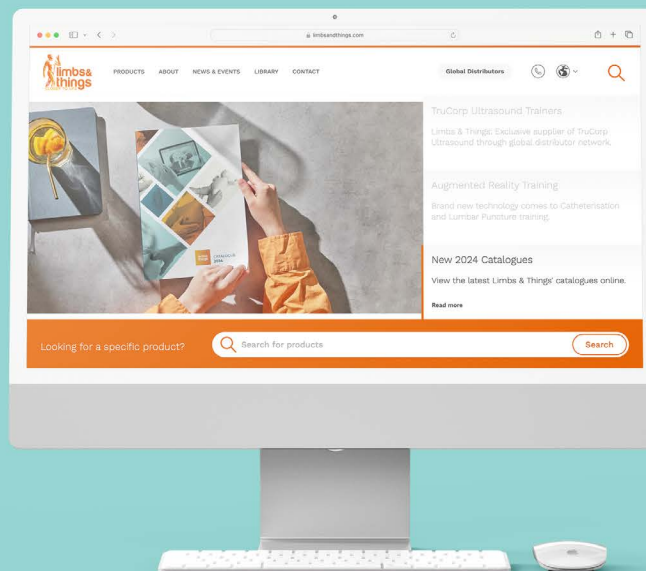 limbsandthings.com
limbs&
things
PRODUCTS ABOUT NEWS & EVENTS LIBRARY CONTACT
Global Distributors
TruCorp Ultrasound Trainers
Limbs & Things: Exclusive supplier of TruCorp
Ultrasound through global distributor network.
Augmented Reality Training
Brand new technology comes to Catheterisation
and Lumbar Puncture training.
CATALOGUE
2024
New 2024 Catalogues
View the latest Limbs & Things' catalogues online.
Read more
Looking for a specific product?
Search for products
Search